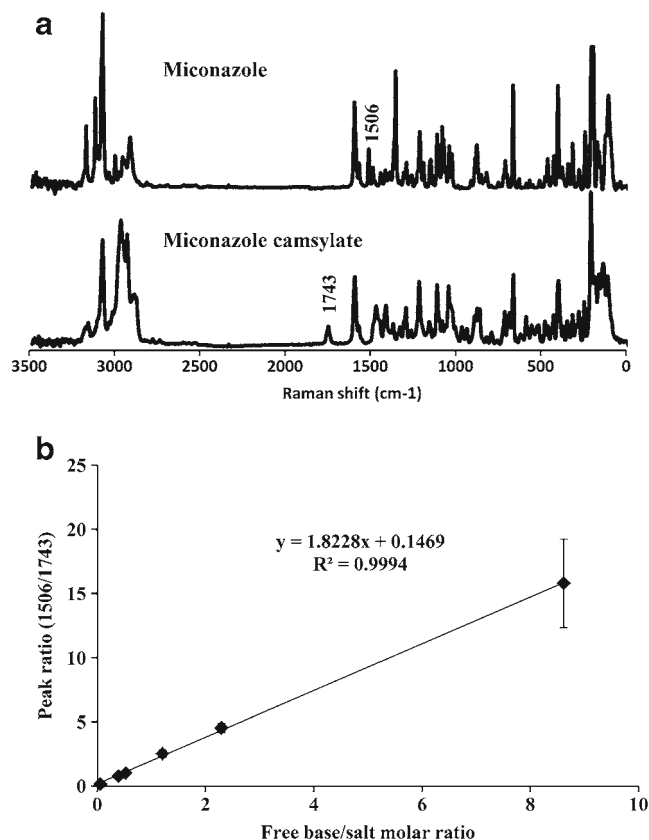 a
Miconazole
1506
Miconazole camsylate
1743
3500 3000 2500 2000 1500 1000 500 0
Raman shift (cm-1)
b
25
20
15
10
5
0
Peak ratio (1506/1743)
y = 1.8228x + 0.1469
R² = 0.9994
0 2 4 6 8 10
Free base/salt molar ratio